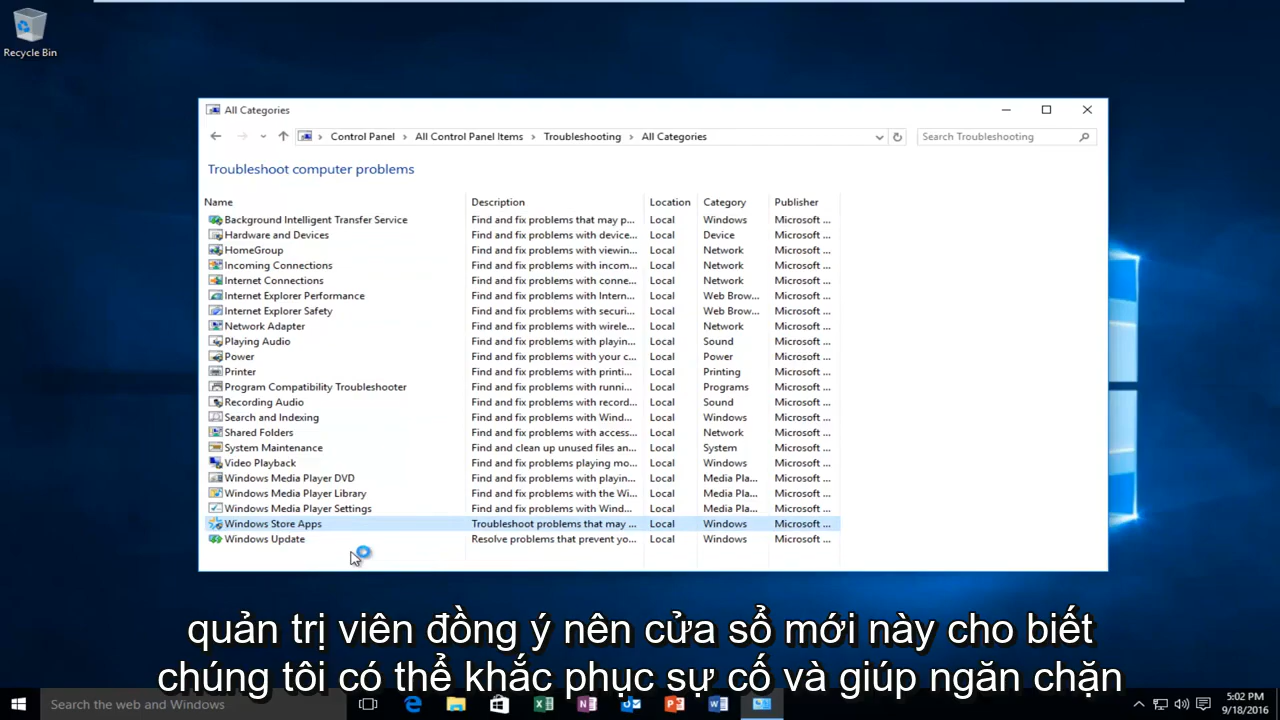 Recycle Bin
All Categories
Control Panel > All Control Panel Items > Troubleshooting > All Categories
Search Troubleshooting
Troubleshoot computer problems
Name Description Location Category Publisher
Background Intelligent Transfer Service Find and fix problems that may p... Local Windows Microsoft ...
Hardware and Devices Find and fix problems with device... Local Device Microsoft ...
HomeGroup Find and fix problems with viewin... Local Network Microsoft ...
Incoming Connections Find and fix problems with incom... Local Network Microsoft ...
Internet Connections Find and fix problems with conne... Local Network Microsoft ...
Internet Explorer Performance Find and fix problems with Intern... Local Web Brow... Microsoft ...
Internet Explorer Safety Find and fix problems with securi... Local Web Brow... Microsoft ...
Network Adapter Find and fix problems with wirele... Local Network Microsoft ...
Playing Audio Find and fix problems with playin... Local Sound Microsoft ...
Power Find and fix problems with your c... Local Power Microsoft ...
Printer Find and fix problems with printi... Local Printing Microsoft ...
Program Compatibility Troubleshooter Find and fix problems with runni... Local Programs Microsoft ...
Recording Audio Find and fix problems with record... Local Sound Microsoft ...
Search and Indexing Find and fix problems with Wind... Local Windows Microsoft ...
Shared Folders Find and fix problems with access... Local Network Microsoft ...
System Maintenance Find and clean up unused files an... Local System Microsoft ...
Video Playback Find and fix problems playing mo... Local Windows Microsoft ...
Windows Media Player DVD Find and fix problems with playin... Local Media Pla... Microsoft ...
Windows Media Player Library Find and fix problems with the Wi... Local Media Pla... Microsoft ...
Windows Media Player Settings Find and fix problems with Wind... Local Media Pla... Microsoft ...
Windows Store Apps Troubleshoot problems that may ... Local Windows Microsoft ...
Windows Update Resolve problems that prevent yo... Local Windows Microsoft ...
quản trị viên đồng ý nên cửa sổ mới này cho biết
chúng tôi có thể khắc phục sự cố và giúp ngăn chặn
Search the web and Windows
5:02 PM
9/18/2016